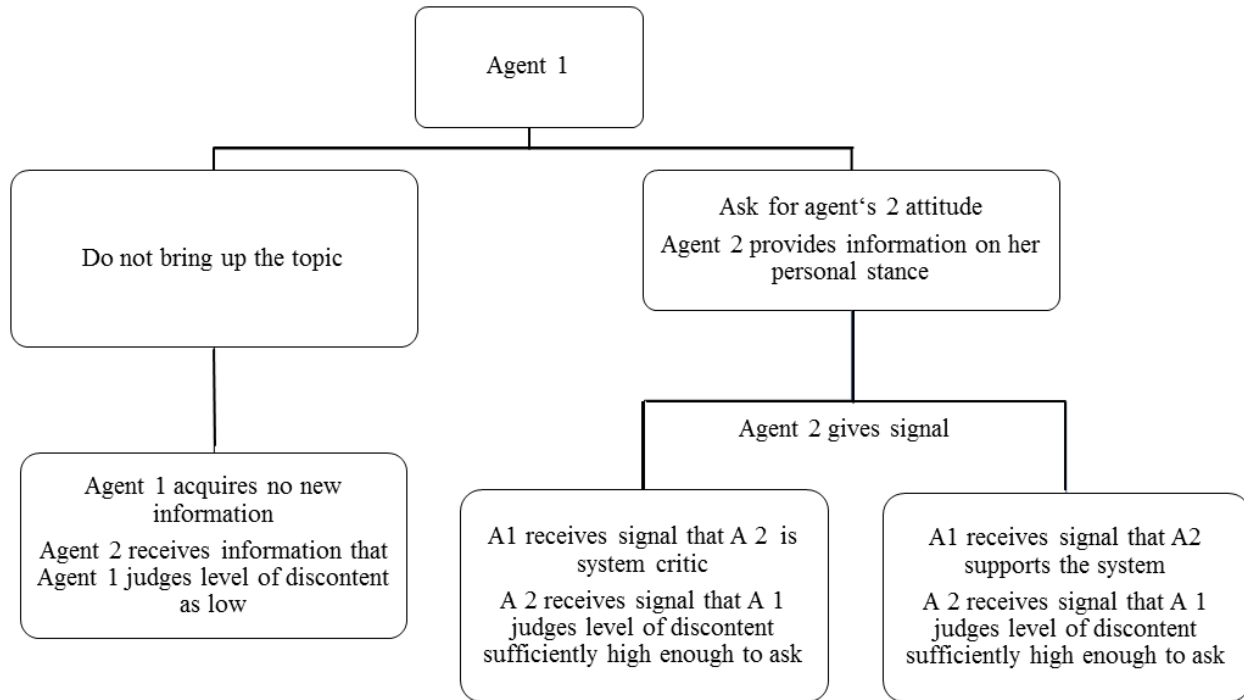 Agent 1
Do not bring up the topic
Ask for agent‘s 2 attitude
Agent 2 provides information on her
personal stance
Agent 2 gives signal
Agent 1 acquires no new
information
Agent 2 receives information that
Agent 1 judges level of discontent
as low
A1 receives signal that A 2 is
system critic
A 2 receives signal that A 1
judges level of discontent
sufficiently high enough to ask
A1 receives signal that A2
supports the system
A 2 receives signal that A 1
judges level of discontent
sufficiently high enough to ask